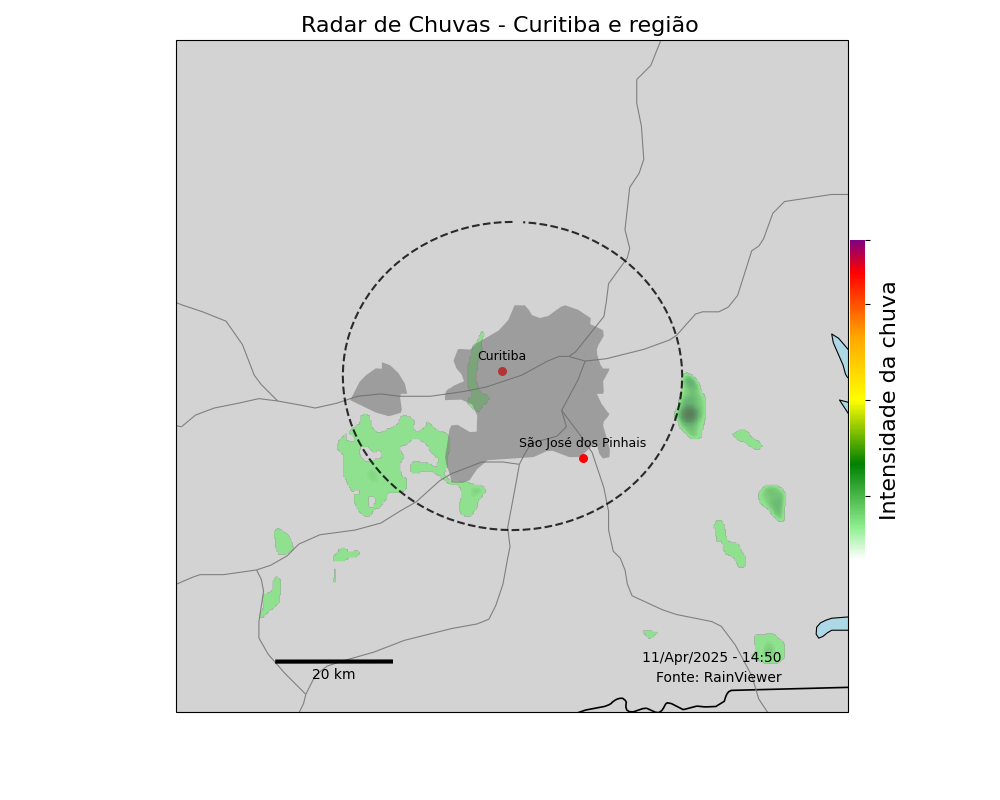 Radar de Chuvas - Curitiba e região
Curitiba
São José dos Pinhais
Intensidade da chuva
11/Apr/2025 - 14:50
20 km
Fonte: RainViewer